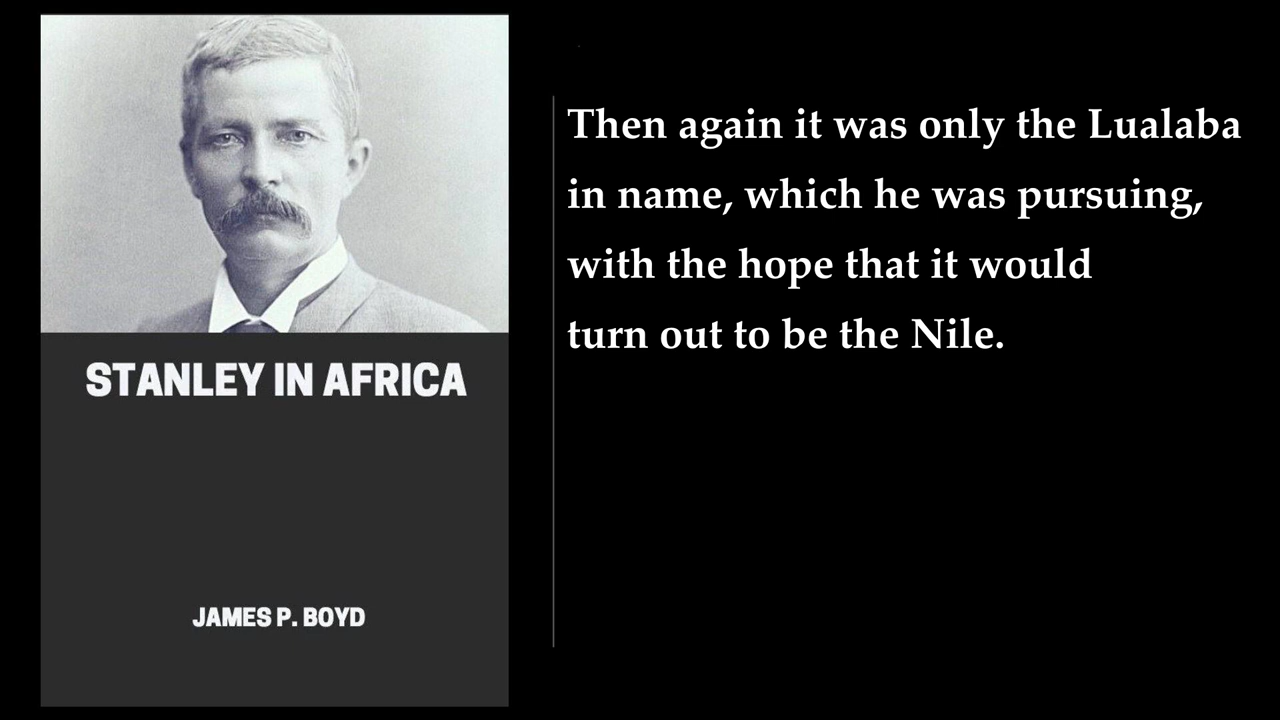 STANLEY IN AFRICA
JAMES P. BOYD
Then again it was only the Lualaba
in name, which he was pursuing,
with the hope that it would
turn out to be the Nile.